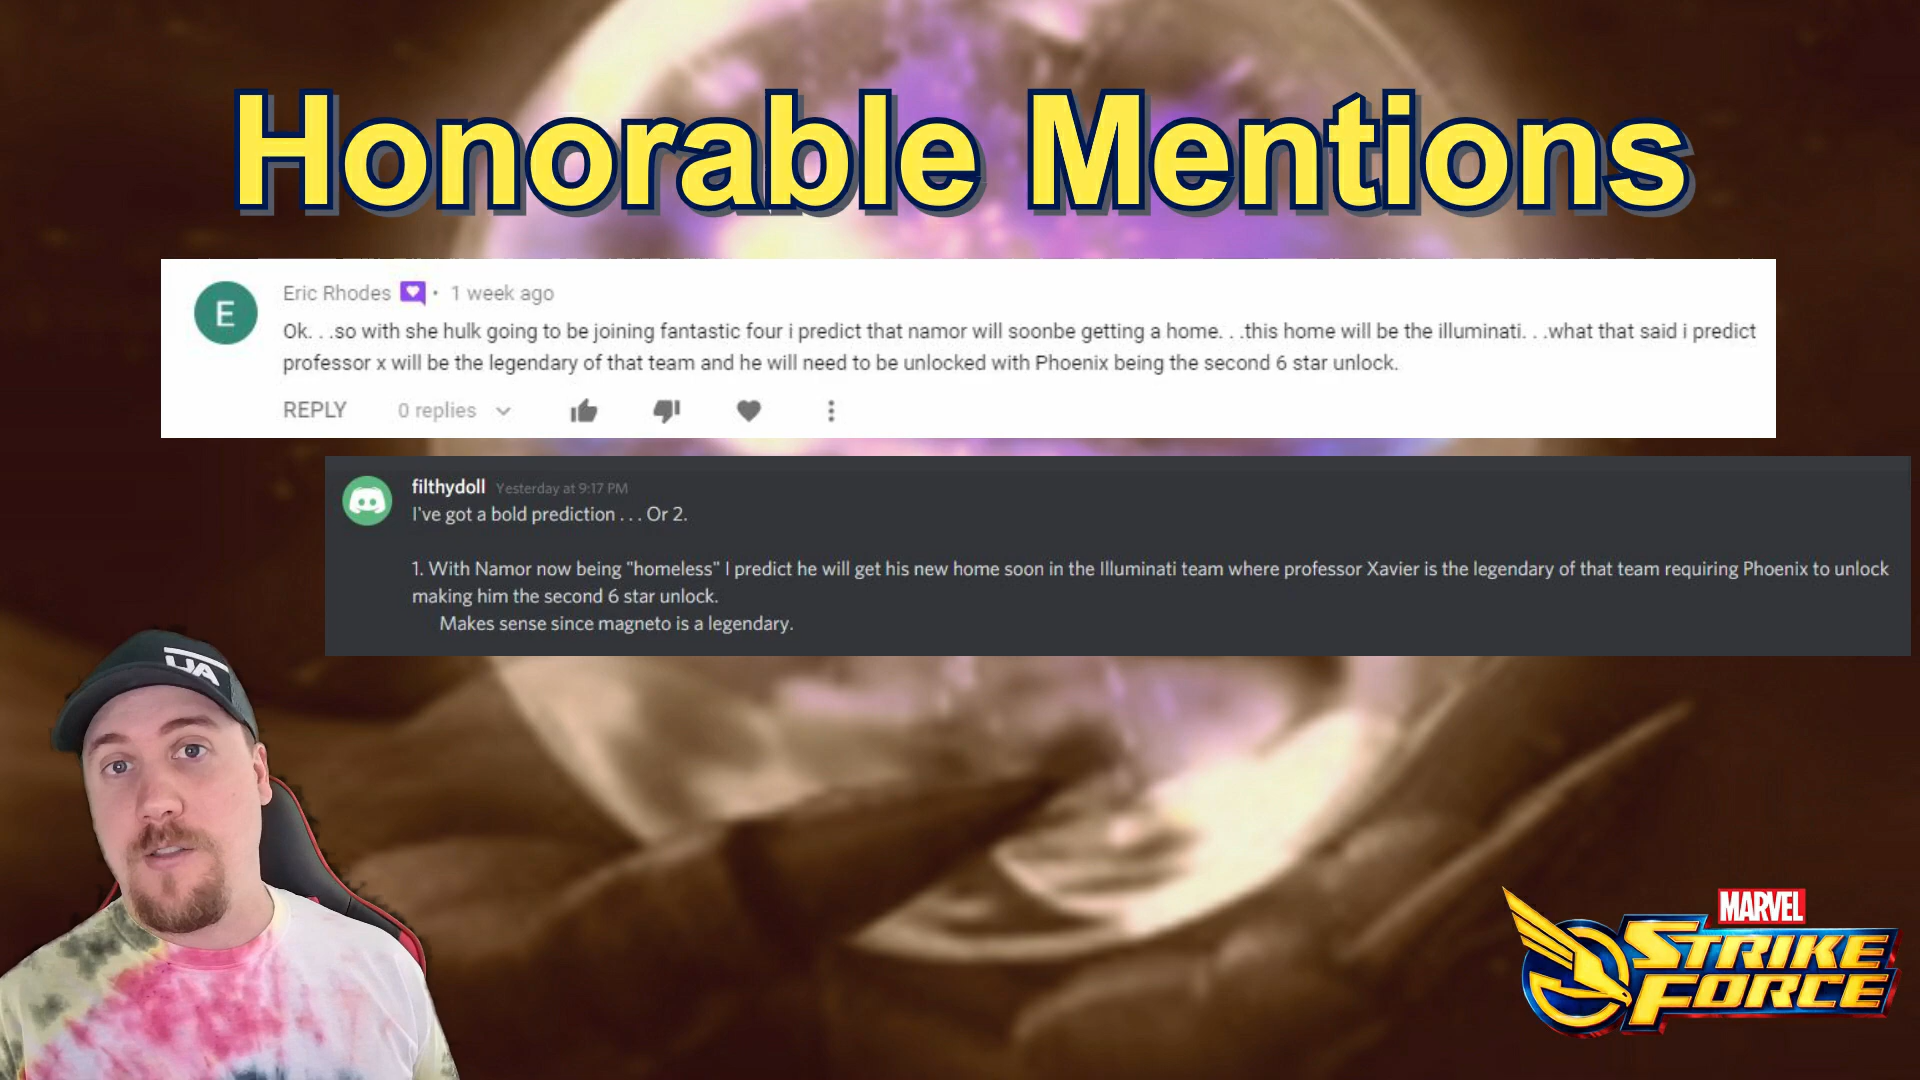 Honorable Mentions
E
Eric Rhodes • 1 week ago
Ok. . .so with she hulk going to be joining fantastic four i predict that namor will soonbe getting a home. . .this home will be the illuminati. . .what that said i predict
professor x will be the legendary of that team and he will need to be unlocked with Phoenix being the second 6 star unlock.
REPLY 0 replies
filthydoll Yesterday at 9:17 PM
I've got a bold prediction . . . Or 2.
1. With Namor now being "homeless" I predict he will get his new home soon in the Illuminati team where professor Xavier is the legendary of that team requiring Phoenix to unlock
making him the second 6 star unlock.
Makes sense since magneto is a legendary.
UA
MARVEL
STRIKE
FORCE